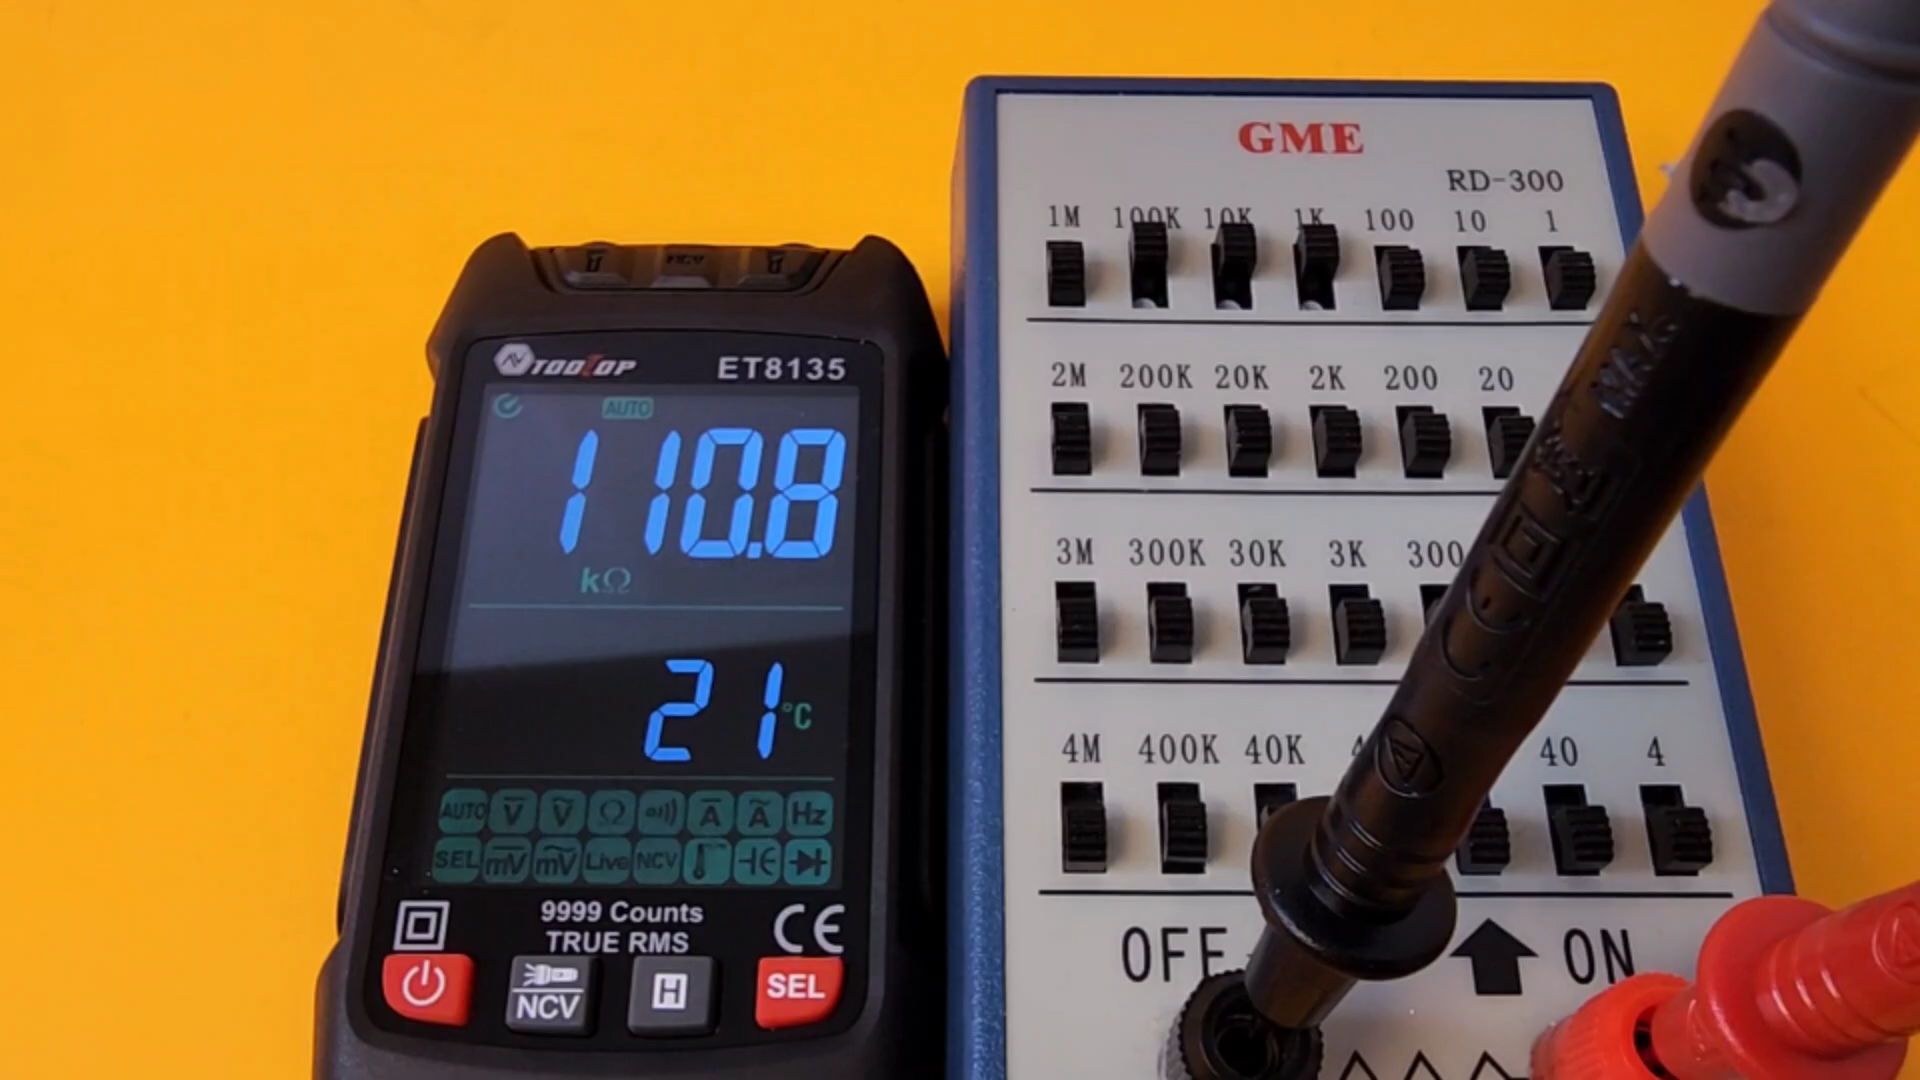 GME
RD-300
1M 100K 10K 1K 100 10 1
TOOLTOP ET8135
2M 200K 20K 2K 200 20
AUTO
110.8
kΩ
3M 300K 30K 3K 300
21 °C
4M 400K 40K 40 4
AUTO V V Ω A A Hz
SEL mV mV Live NCV
9999 Counts
TRUE RMS
CE
OFF ON
NCV H SEL
MAX